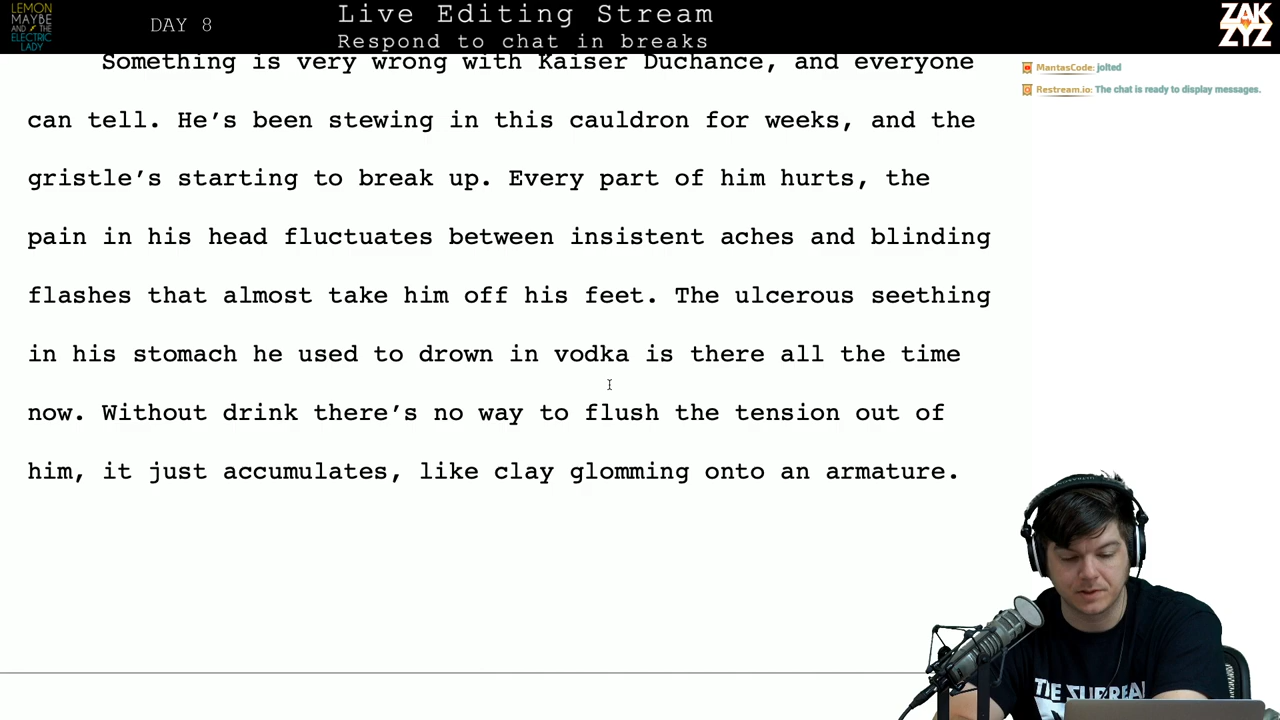 LEMON
MAYBE
AND THE
ELECTRIC
LADY
DAY 8
Live Editing Stream
Respond to chat in breaks
ZAK
ZYZ
Something is very wrong with Kaiser Duchance, and everyone
can tell. He’s been stewing in this cauldron for weeks, and the
gristle’s starting to break up. Every part of him hurts, the
pain in his head fluctuates between insistent aches and blinding
flashes that almost take him off his feet. The ulcerous seething
in his stomach he used to drown in vodka is there all the time
now. Without drink there’s no way to flush the tension out of
him, it just accumulates, like clay glomming onto an armature.
MantasCode: jolted
Restream.io: The chat is ready to display messages.
THE SURREAL